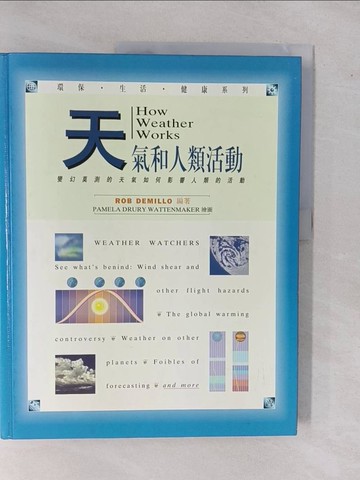 環保·生活·健康系列
How
Weather
Works
天氣和人類活動
變幻莫測的天氣如何影響人類的活動
ROB DEMILLO 編著
PAMELA DRURY WATTENMAKER 繪圖
WEATHER WATCHERS
See what's behind: Wind shear and
other flight hazards
The global warming
controversy Weather on other
planets Foibles of
forecasting and more